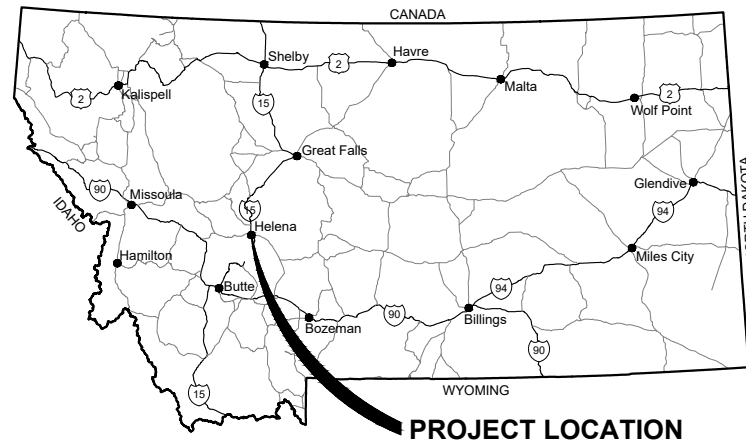 CANADA
Shelby
Havre
2
2
Kalispell
Malta
2
Wolf Point
15
Great Falls
Glendive
90
Missoula
IDAHO
15
Helena
94
Hamilton
Miles City
Butte
94
90
Billings
Bozeman
90
15
WYOMING
PROJECT LOCATION